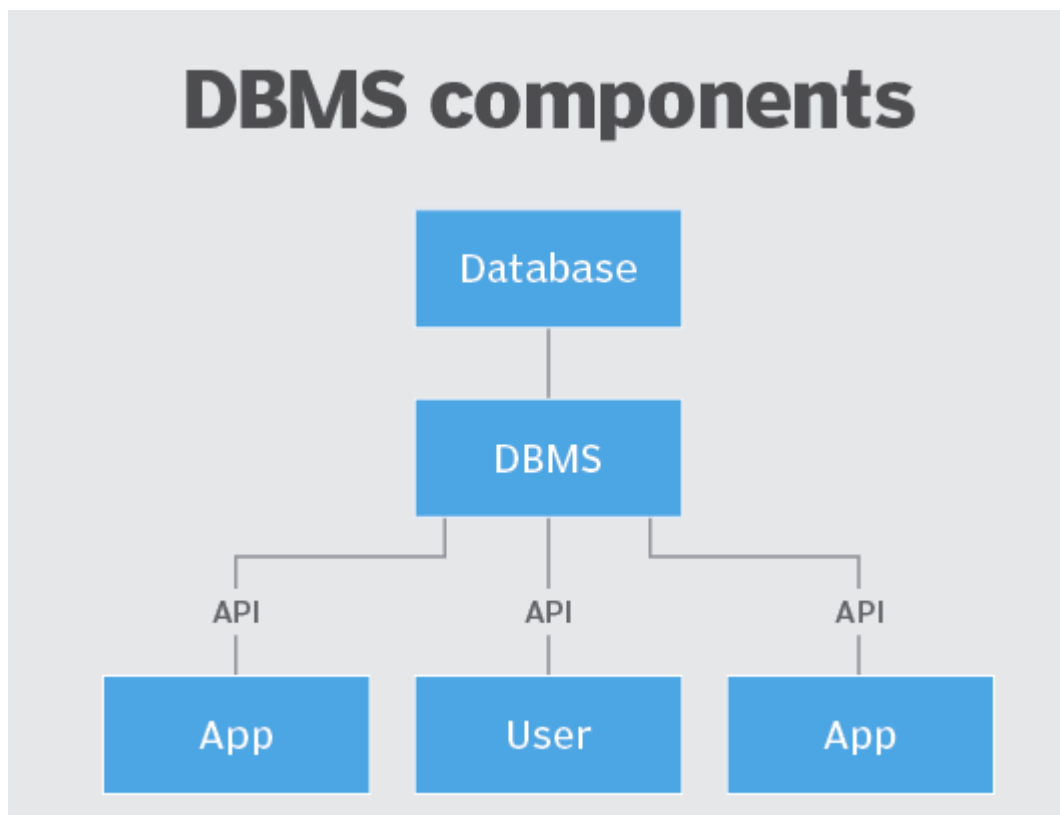 DBMS components
Database
DBMS
API
API
API
App
User
App